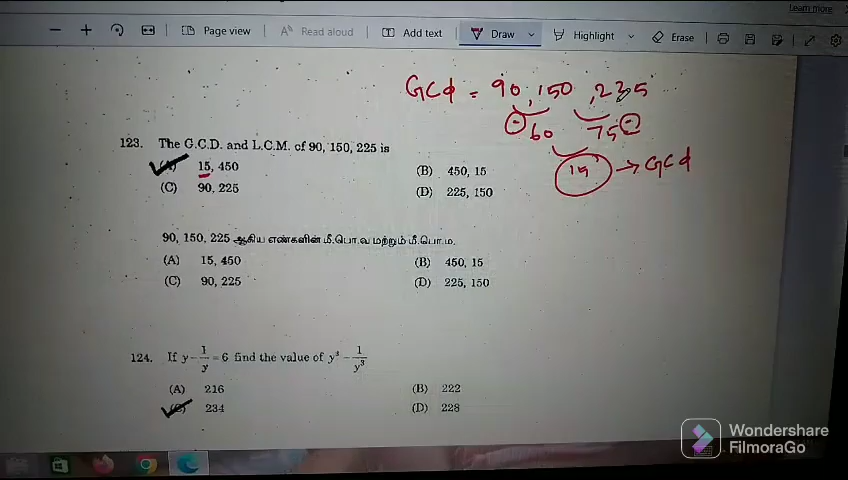 Learn more
Page view
Read aloud
Add text
Draw
Highlight
Erase
GCd = 90, 150, 225
60 75
15 → GCd
123. The G.C.D. and L.C.M. of 90, 150, 225 is
(A) 15, 450 (B) 450, 15
(C) 90, 225 (D) 225, 150
90, 150, 225 ஆகிய எண்களின் மீ.பொ.வ மற்றும் மீ.பொ.ம.
(A) 15, 450 (B) 450, 15
(C) 90, 225 (D) 225, 150
124. If y - 1/y = 6 find the value of y³ - 1/y³
(A) 216 (B) 222
(C) 234 (D) 228
Wondershare
FilmoraGo